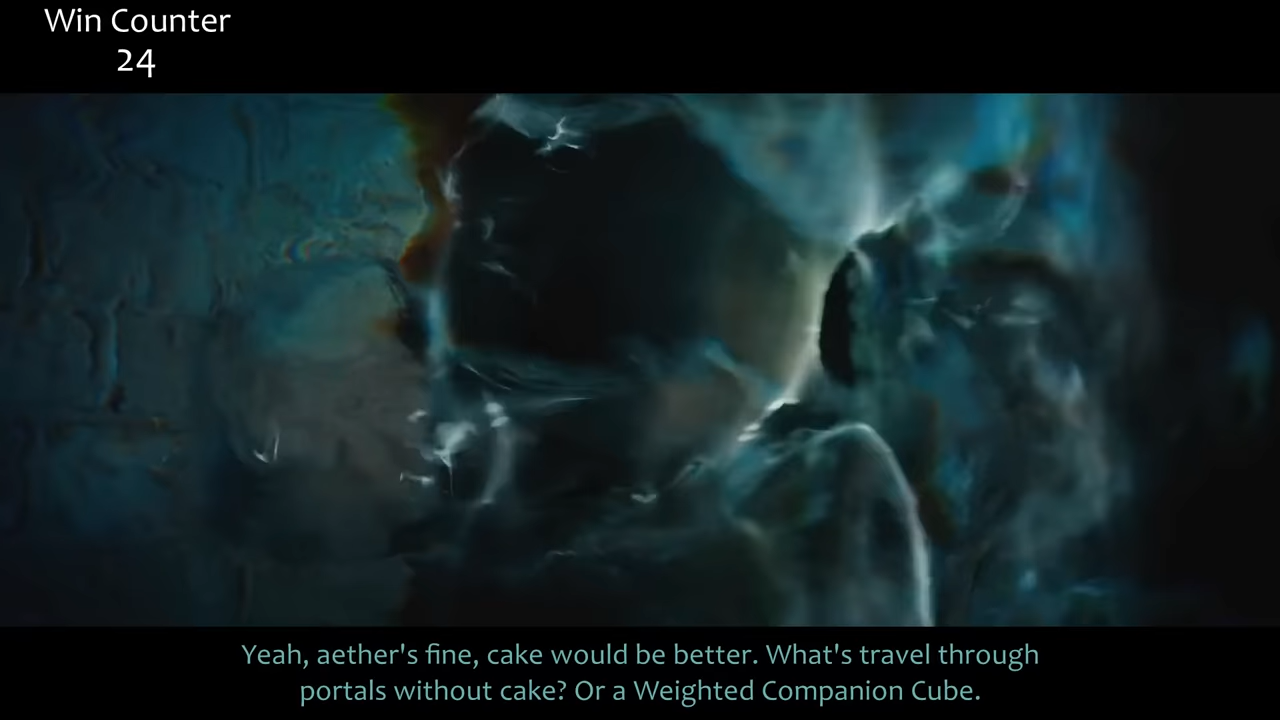 Win Counter
24
Yeah, aether's fine, cake would be better. What's travel through
portals without cake? Or a Weighted Companion Cube.